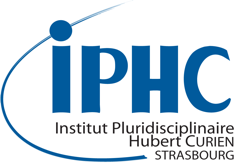 iPHC
Institut Pluridisciplinaire
Hubert CURIEN
STRASBOURG